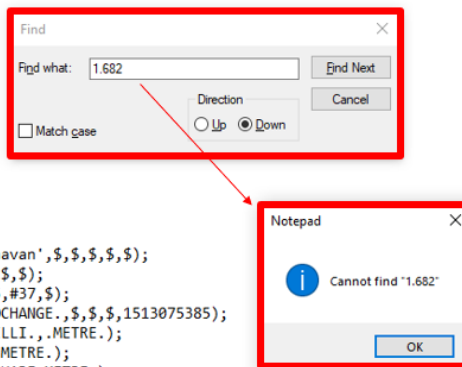 Find
Find what: 1.682 Find Next
Direction Cancel
Match case Up Down
Notepad
Cannot find "1.682"
OK
avan',$,$,$,$,$);
$,$);
,#37,$);
CHANGE.,$,$,$,1513075385);
LLI.,.METRE.);
METRE.);